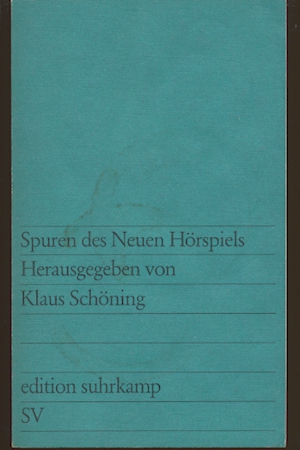 Spuren des Neuen Hörspiels
Herausgegeben von
Klaus Schöning
edition suhrkamp
SV